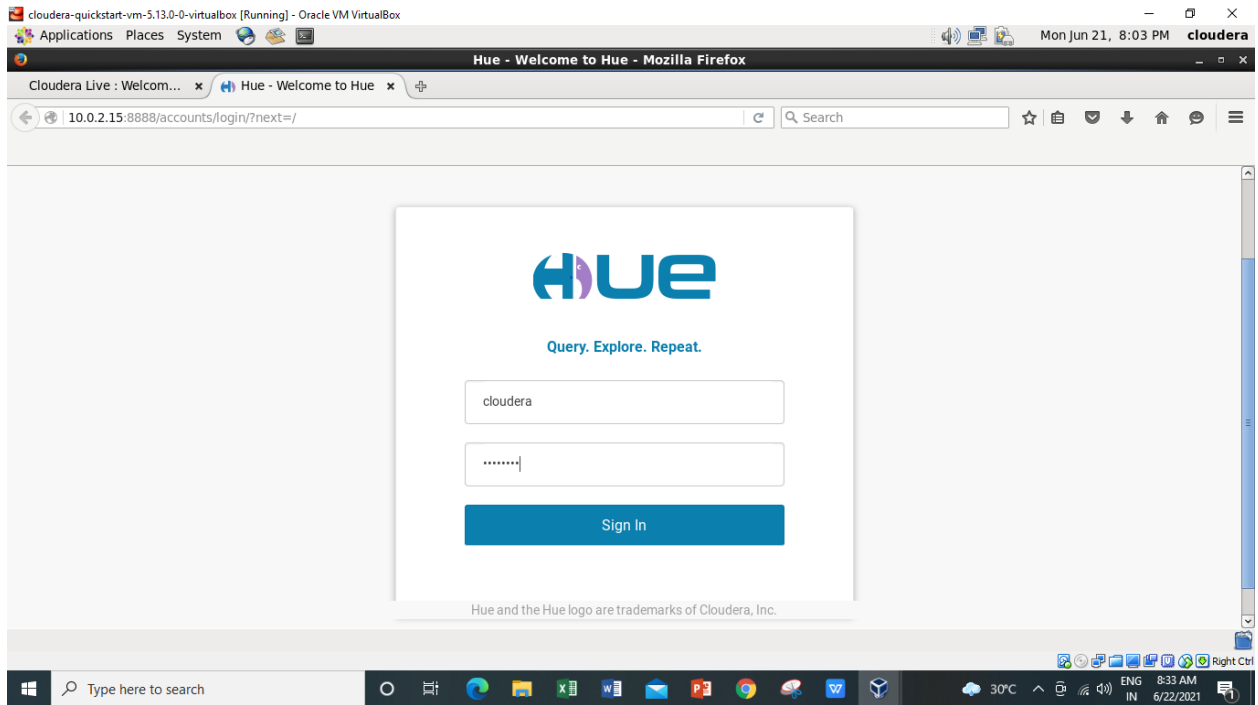 cloudera-quickstart-vm-5.13.0-0-virtualbox [Running] - Oracle VM VirtualBox
Applications Places System Mon Jun 21, 8:03 PM cloudera
Hue - Welcome to Hue - Mozilla Firefox
Cloudera Live : Welcom... Hue - Welcome to Hue
10.0.2.15:8888/accounts/login/?next=/ Search
HUE
Query. Explore. Repeat.
cloudera
••••••••
Sign In
Hue and the Hue logo are trademarks of Cloudera, Inc.
Right Ctrl
Type here to search 30°C ENG 8:33 AM
IN 6/22/2021